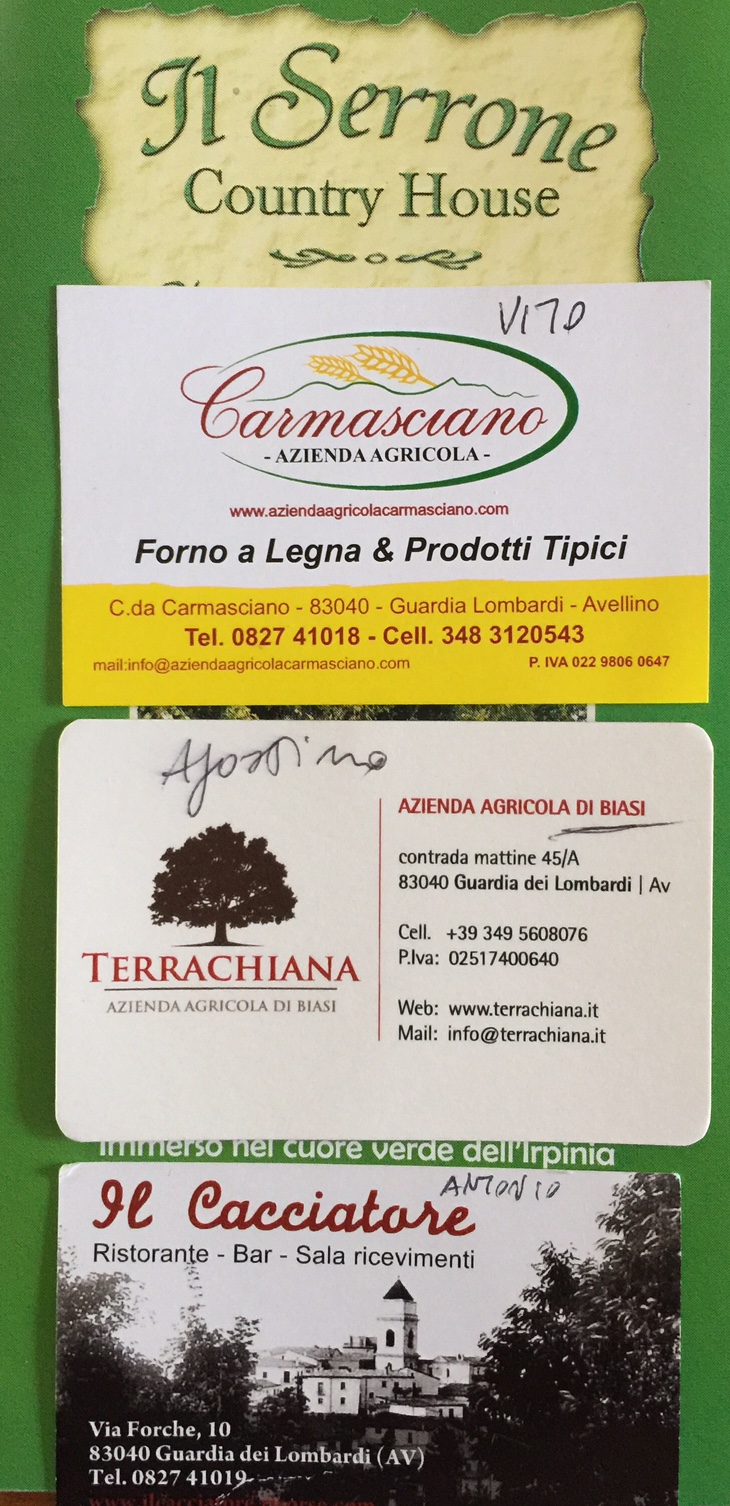 Il Serrone
Country House
VITO
Carmasciano
- AZIENDA AGRICOLA -
www.aziendaagricolacarmasciano.com
Forno a Legna & Prodotti Tipici
C.da Carmasciano - 83040 - Guardia Lombardi - Avellino
Tel. 0827 41018 - Cell. 348 3120543
mail:info@aziendaagricolacarmasciano.com P. IVA 022 9806 0647
Agostino
TERRACHIANA
AZIENDA AGRICOLA DI BIASI
AZIENDA AGRICOLA DI BIASI
contrada mattine 45/A
83040 Guardia dei Lombardi | Av
Cell. +39 349 5608076
P.Iva: 02517400640
Web: www.terrachiana.it
Mail: info@terrachiana.it
Immerso nel cuore verde dell'Irpinia
ANTONIO
Il Cacciatore
Ristorante - Bar - Sala ricevimenti
Via Forche, 10
83040 Guardia dei Lombardi (AV)
Tel. 0827 41019